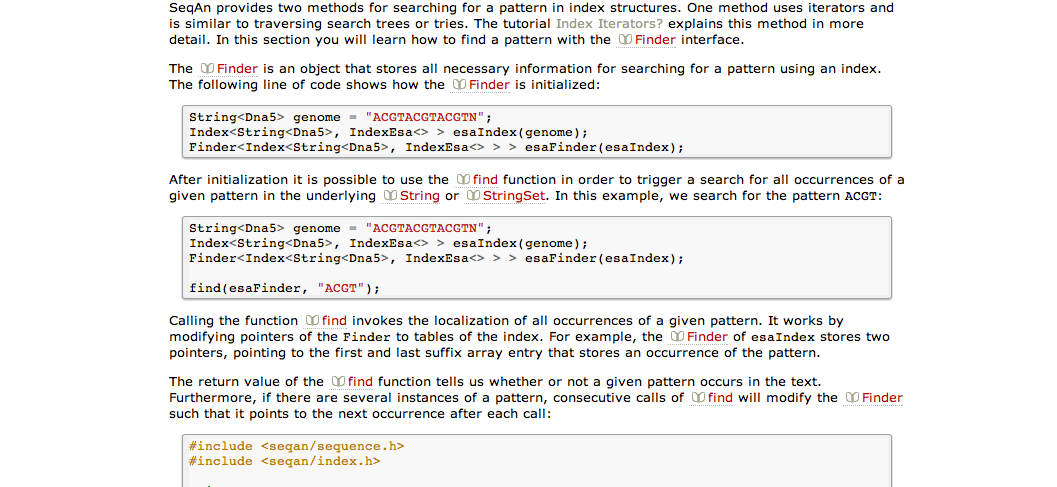 SeqAn provides two methods for searching for a pattern in index structures. One method uses iterators and
is similar to traversing search trees or tries. The tutorial Index Iterators? explains this method in more
detail. In this section you will learn how to find a pattern with the Finder interface.
The Finder is an object that stores all necessary information for searching for a pattern using an index.
The following line of code shows how the Finder is initialized:
String<Dna5> genome = "ACGTACGTACGTN";
Index<String<Dna5>, IndexEsa<> > esaIndex(genome);
Finder<Index<String<Dna5>, IndexEsa<> > > esaFinder(esaIndex);
After initialization it is possible to use the find function in order to trigger a search for all occurrences of a
given pattern in the underlying String or StringSet. In this example, we search for the pattern ACGT:
String<Dna5> genome = "ACGTACGTACGTN";
Index<String<Dna5>, IndexEsa<> > esaIndex(genome);
Finder<Index<String<Dna5>, IndexEsa<> > > esaFinder(esaIndex);
find(esaFinder, "ACGT");
Calling the function find invokes the localization of all occurrences of a given pattern. It works by
modifying pointers of the Finder to tables of the index. For example, the Finder of esaIndex stores two
pointers, pointing to the first and last suffix array entry that stores an occurrence of the pattern.
The return value of the find function tells us whether or not a given pattern occurs in the text.
Furthermore, if there are several instances of a pattern, consecutive calls of find will modify the Finder
such that it points to the next occurrence after each call:
#include <seqan/sequence.h>
#include <seqan/index.h>